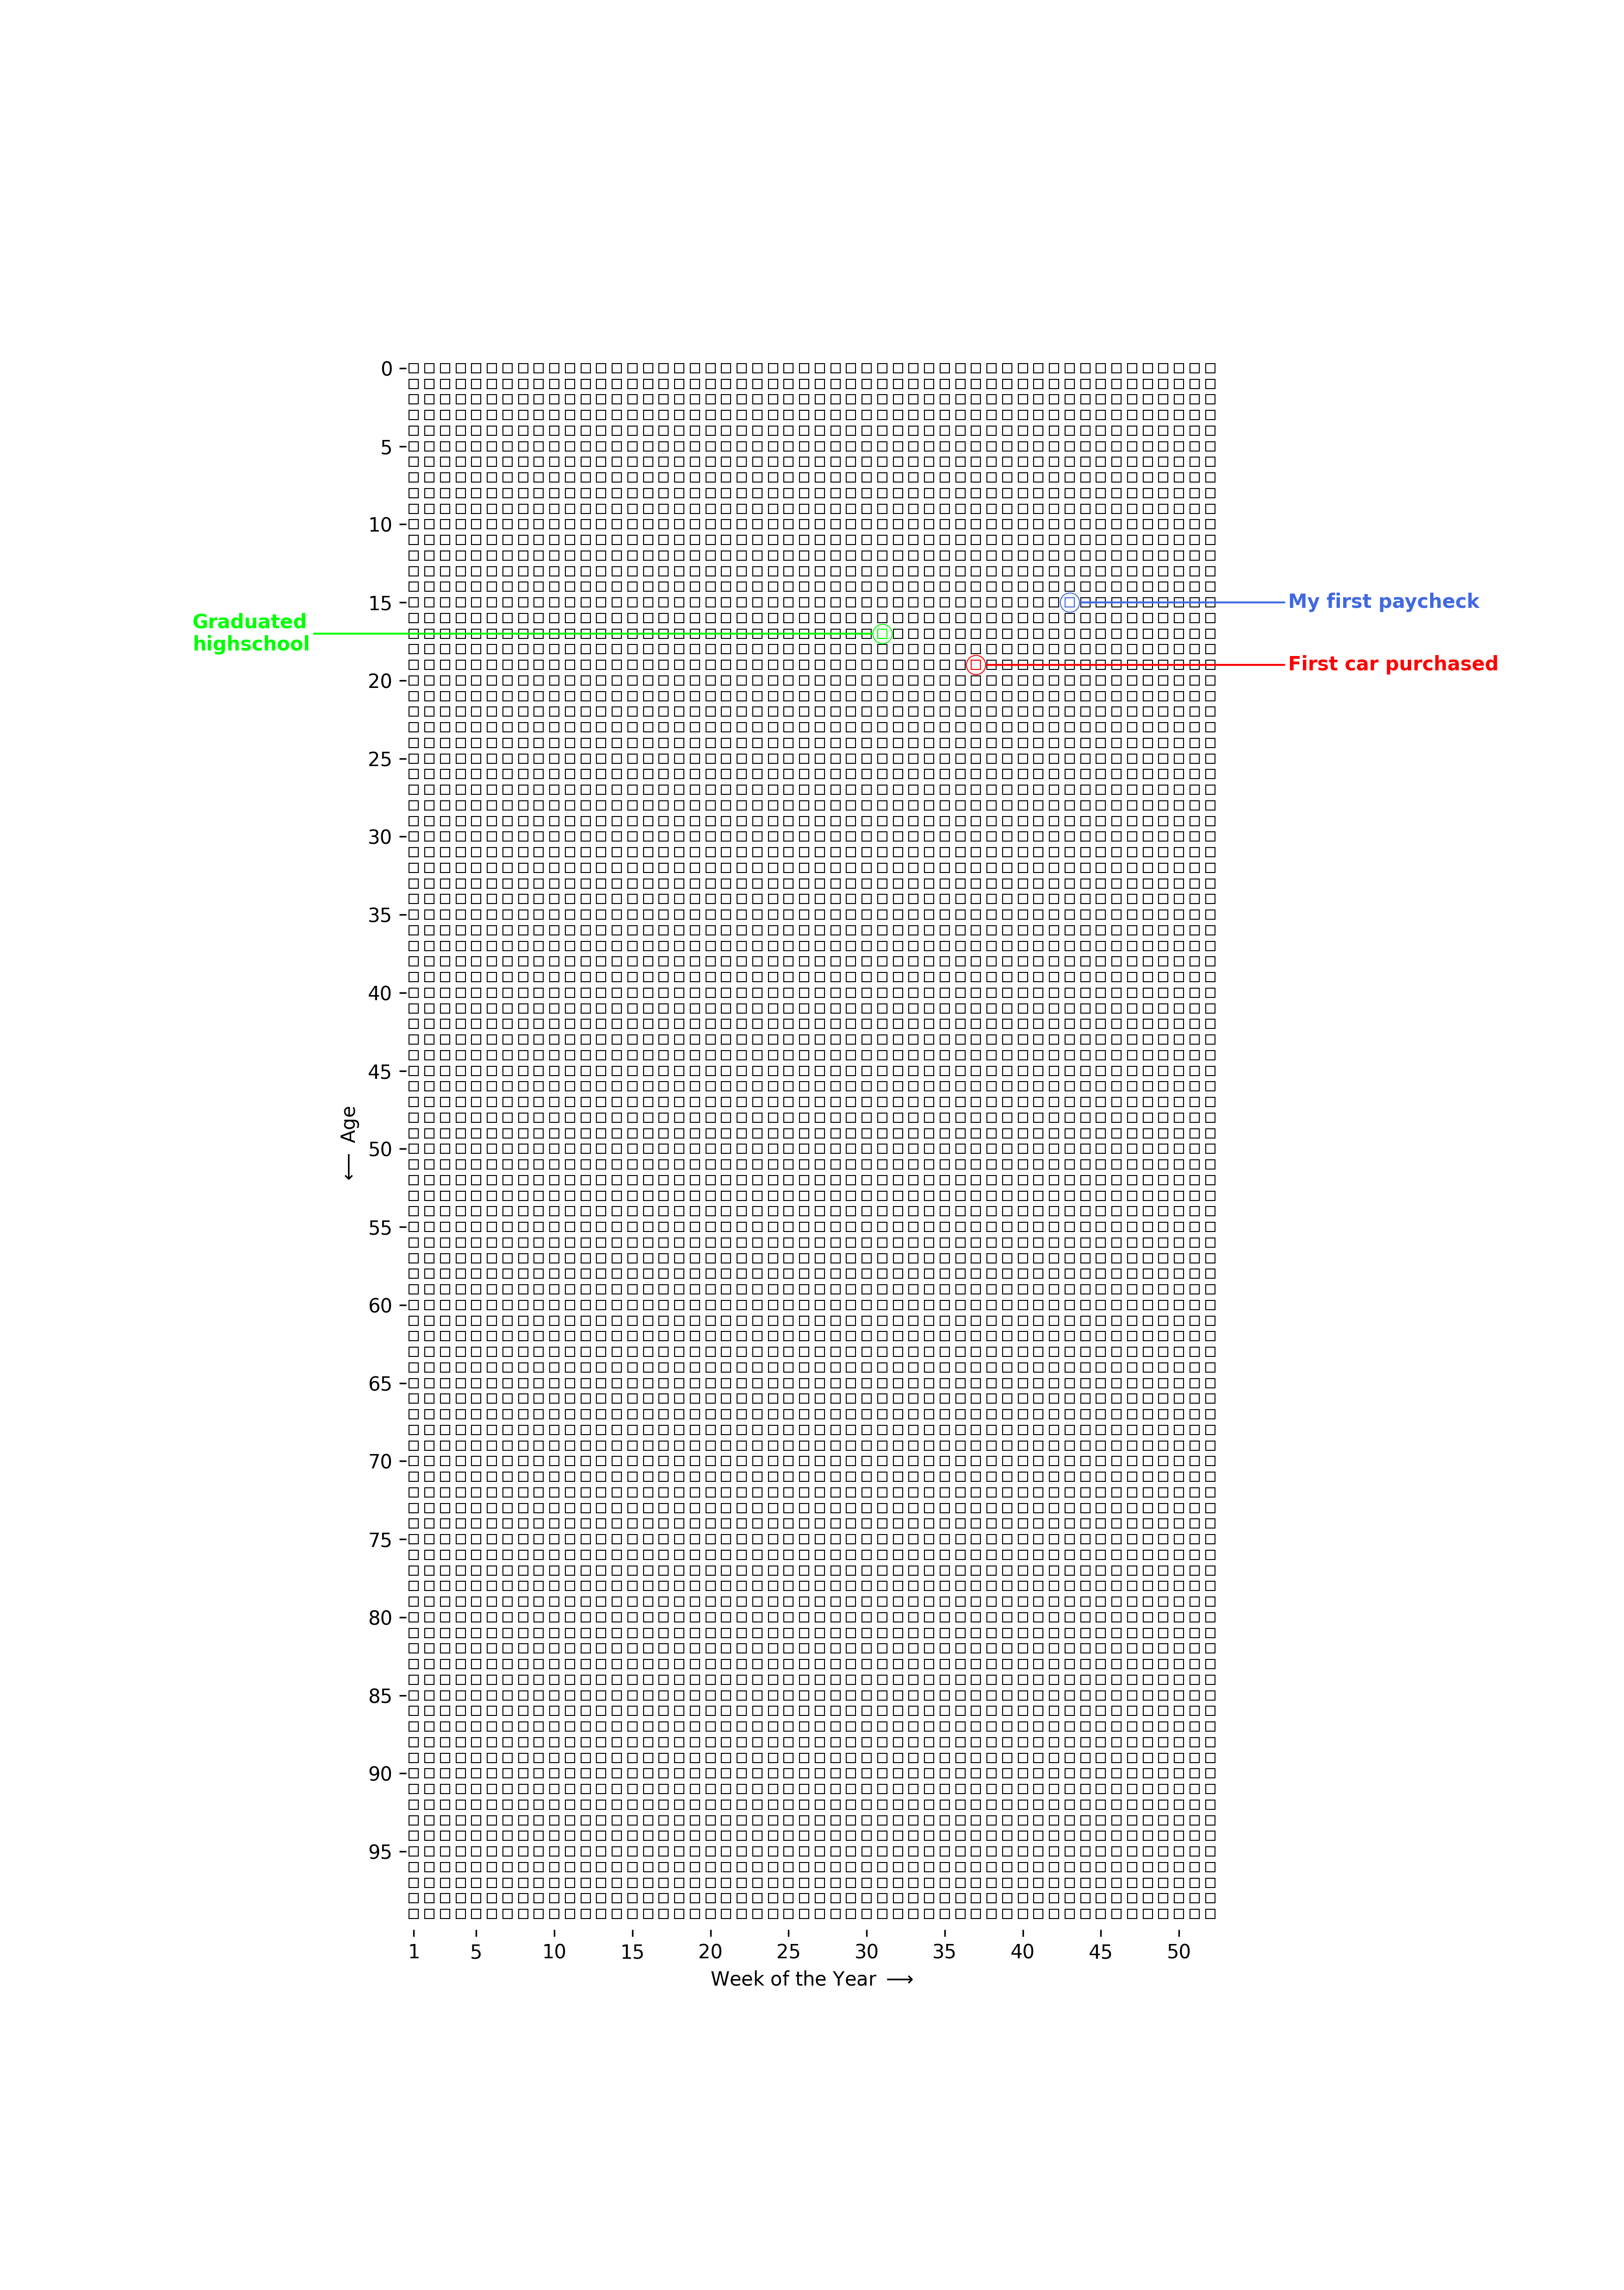 0
5
10
15
My first paycheck
Graduated
highschool
First car purchased
20
25
30
35
40
45
← Age
50
55
60
65
70
75
80
85
90
95
1 5 10 15 20 25 30 35 40 45 50
Week of the Year →